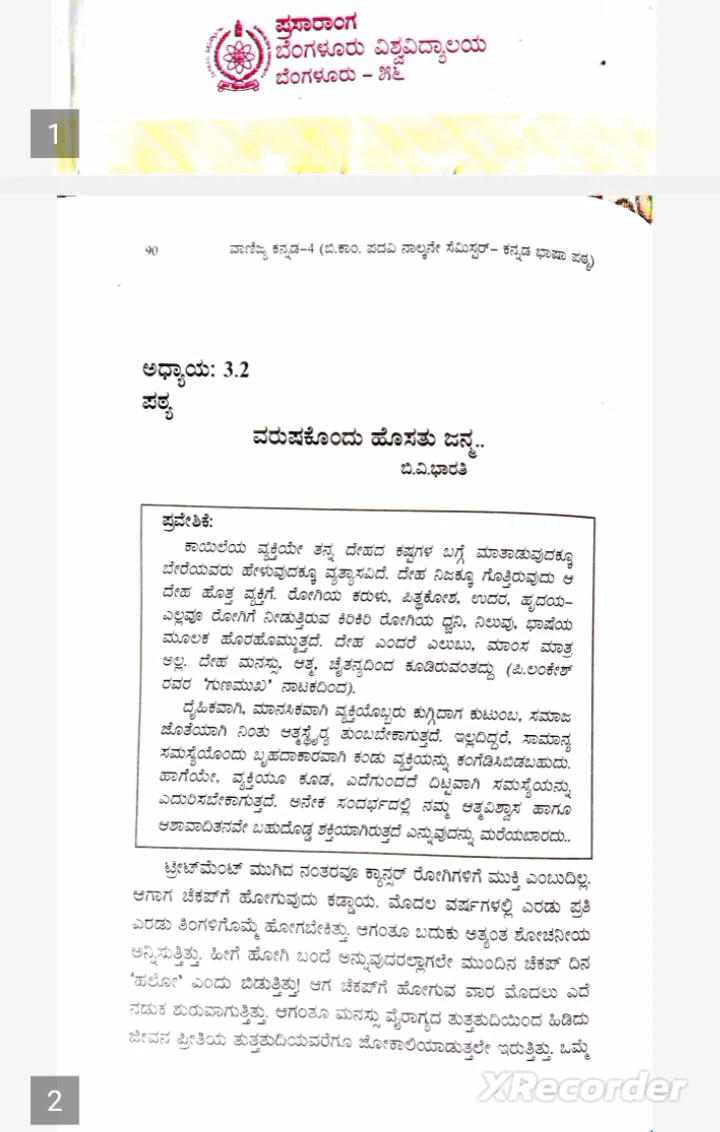 ಪ್ರಸಾರಾಂಗ
ಬೆಂಗಳೂರು ವಿಶ್ವವಿದ್ಯಾಲಯ
ಬೆಂಗಳೂರು – ೫೬
1
90 ವಾಣಿಜ್ಯ ಕನ್ನಡ-4 (ಬಿ.ಕಾಂ. ಪದವಿ ನಾಲ್ಕನೇ ಸೆಮಿಸ್ಟರ್- ಕನ್ನಡ ಭಾಷಾ ಪಠ್ಯ)
ಅಧ್ಯಾಯ: 3.2
ಪಠ್ಯ
ವರುಷಕೊಂದು ಹೊಸತು ಜನ್ಮ..
ಬಿ.ವಿ.ಭಾರತಿ
ಪ್ರವೇಶಿಕೆ:
ಕಾಯಿಲೆಯ ವ್ಯಕ್ತಿಯೇ ತನ್ನ ದೇಹದ ಕಷ್ಟಗಳ ಬಗ್ಗೆ ಮಾತಾಡುವುದಕ್ಕೂ
ಬೇರೆಯವರು ಹೇಳುವುದಕ್ಕೂ ವ್ಯತ್ಯಾಸವಿದೆ. ದೇಹ ನಿಜಕ್ಕೂ ಗೊತ್ತಿರುವುದು ಆ
ದೇಹ ಹೊತ್ತ ವ್ಯಕ್ತಿಗೆ. ರೋಗಿಯ ಕರುಳು, ಪಿತ್ಥಕೋಶ, ಉದರ, ಹೃದಯ-
ಎಲ್ಲವೂ ರೋಗಿಗೆ ನೀಡುತ್ತಿರುವ ಕಿರಿಕಿರಿ ರೋಗಿಯ ಧ್ವನಿ, ನಿಲುವು, ಭಾಷೆಯ
ಮೂಲಕ ಹೊರಹೊಮ್ಮುತ್ತದೆ. ದೇಹ ಎಂದರೆ ಎಲುಬು, ಮಾಂಸ ಮಾತ್ರ
ಅಲ್ಲ. ದೇಹ ಮನಸ್ಸು, ಆತ್ಮ, ಚೈತನ್ಯದಿಂದ ಕೂಡಿರುವಂತದ್ದು (ಪಿ.ಲಂಕೇಶ್
ರವರ 'ಗುಣಮುಖ' ನಾಟಕದಿಂದ).
ದೈಹಿಕವಾಗಿ, ಮಾನಸಿಕವಾಗಿ ವ್ಯಕ್ತಿಯೊಬ್ಬರು ಕುಗ್ಗಿದಾಗ ಕುಟುಂಬ, ಸಮಾಜ
ಜೊತೆಯಾಗಿ ನಿಂತು ಆತ್ಮಸ್ಥೈರ್ಯ ತುಂಬಬೇಕಾಗುತ್ತದೆ. ಇಲ್ಲದಿದ್ದರೆ, ಸಾಮಾನ್ಯ
ಸಮಸ್ಯೆಯೊಂದು ಬೃಹದಾಕಾರವಾಗಿ ಕಂಡು ವ್ಯಕ್ತಿಯನ್ನು ಕಂಗೆಡಿಸಿಬಿಡಬಹುದು.
ಹಾಗೆಯೇ, ವ್ಯಕ್ತಿಯೂ ಕೂಡ, ಎದೆಗುಂದದೆ ದಿಟ್ಟವಾಗಿ ಸಮಸ್ಯೆಯನ್ನು
ಎದುರಿಸಬೇಕಾಗುತ್ತದೆ. ಅನೇಕ ಸಂದರ್ಭದಲ್ಲಿ ನಮ್ಮ ಆತ್ಮವಿಶ್ವಾಸ ಹಾಗೂ
ಆಶಾವಾದಿತನವೇ ಬಹುದೊಡ್ಡ ಶಕ್ತಿಯಾಗಿರುತ್ತದೆ ಎನ್ನುವುದನ್ನು ಮರೆಯಬಾರದು..
ಟ್ರೀಟ್‌ಮೆಂಟ್ ಮುಗಿದ ನಂತರವೂ ಕ್ಯಾನ್ಸರ್ ರೋಗಿಗಳಿಗೆ ಮುಕ್ತಿ ಎಂಬುದಿಲ್ಲ.
ಆಗಾಗ ಚೆಕಪ್‌ಗೆ ಹೋಗುವುದು ಕಡ್ಡಾಯ. ಮೊದಲ ವರ್ಷಗಳಲ್ಲಿ ಎರಡು ಪ್ರತಿ
ಎರಡು ತಿಂಗಳಿಗೊಮ್ಮೆ ಹೋಗಬೇಕಿತ್ತು. ಆಗಂತೂ ಬದುಕು ಅತ್ಯಂತ ಶೋಚನೀಯ
ಅನ್ನಿಸುತ್ತಿತ್ತು. ಹೀಗೆ ಹೋಗಿ ಬಂದೆ ಅನ್ನುವುದರಲ್ಲಾಗಲೇ ಮುಂದಿನ ಚೆಕಪ್ ದಿನ
'ಹಲೋ' ಎಂದು ಬಿಡುತ್ತಿತ್ತು! ಆಗ ಚೆಕಪ್‌ಗೆ ಹೋಗುವ ವಾರ ಮೊದಲು ಎದೆ
ನಡುಕ ಶುರುವಾಗುತ್ತಿತ್ತು. ಆಗಂತೂ ಮನಸ್ಸು ವೈರಾಗ್ಯದ ತುತ್ತತುದಿಯಿಂದ ಹಿಡಿದು
ಜೀವನ ಪ್ರೀತಿಯ ತುತ್ತತುದಿಯವರೆಗೂ ಜೋಕಾಲಿಯಾಡುತ್ತಲೇ ಇರುತ್ತಿತ್ತು. ಒಮ್ಮೆ
XRecorder
2